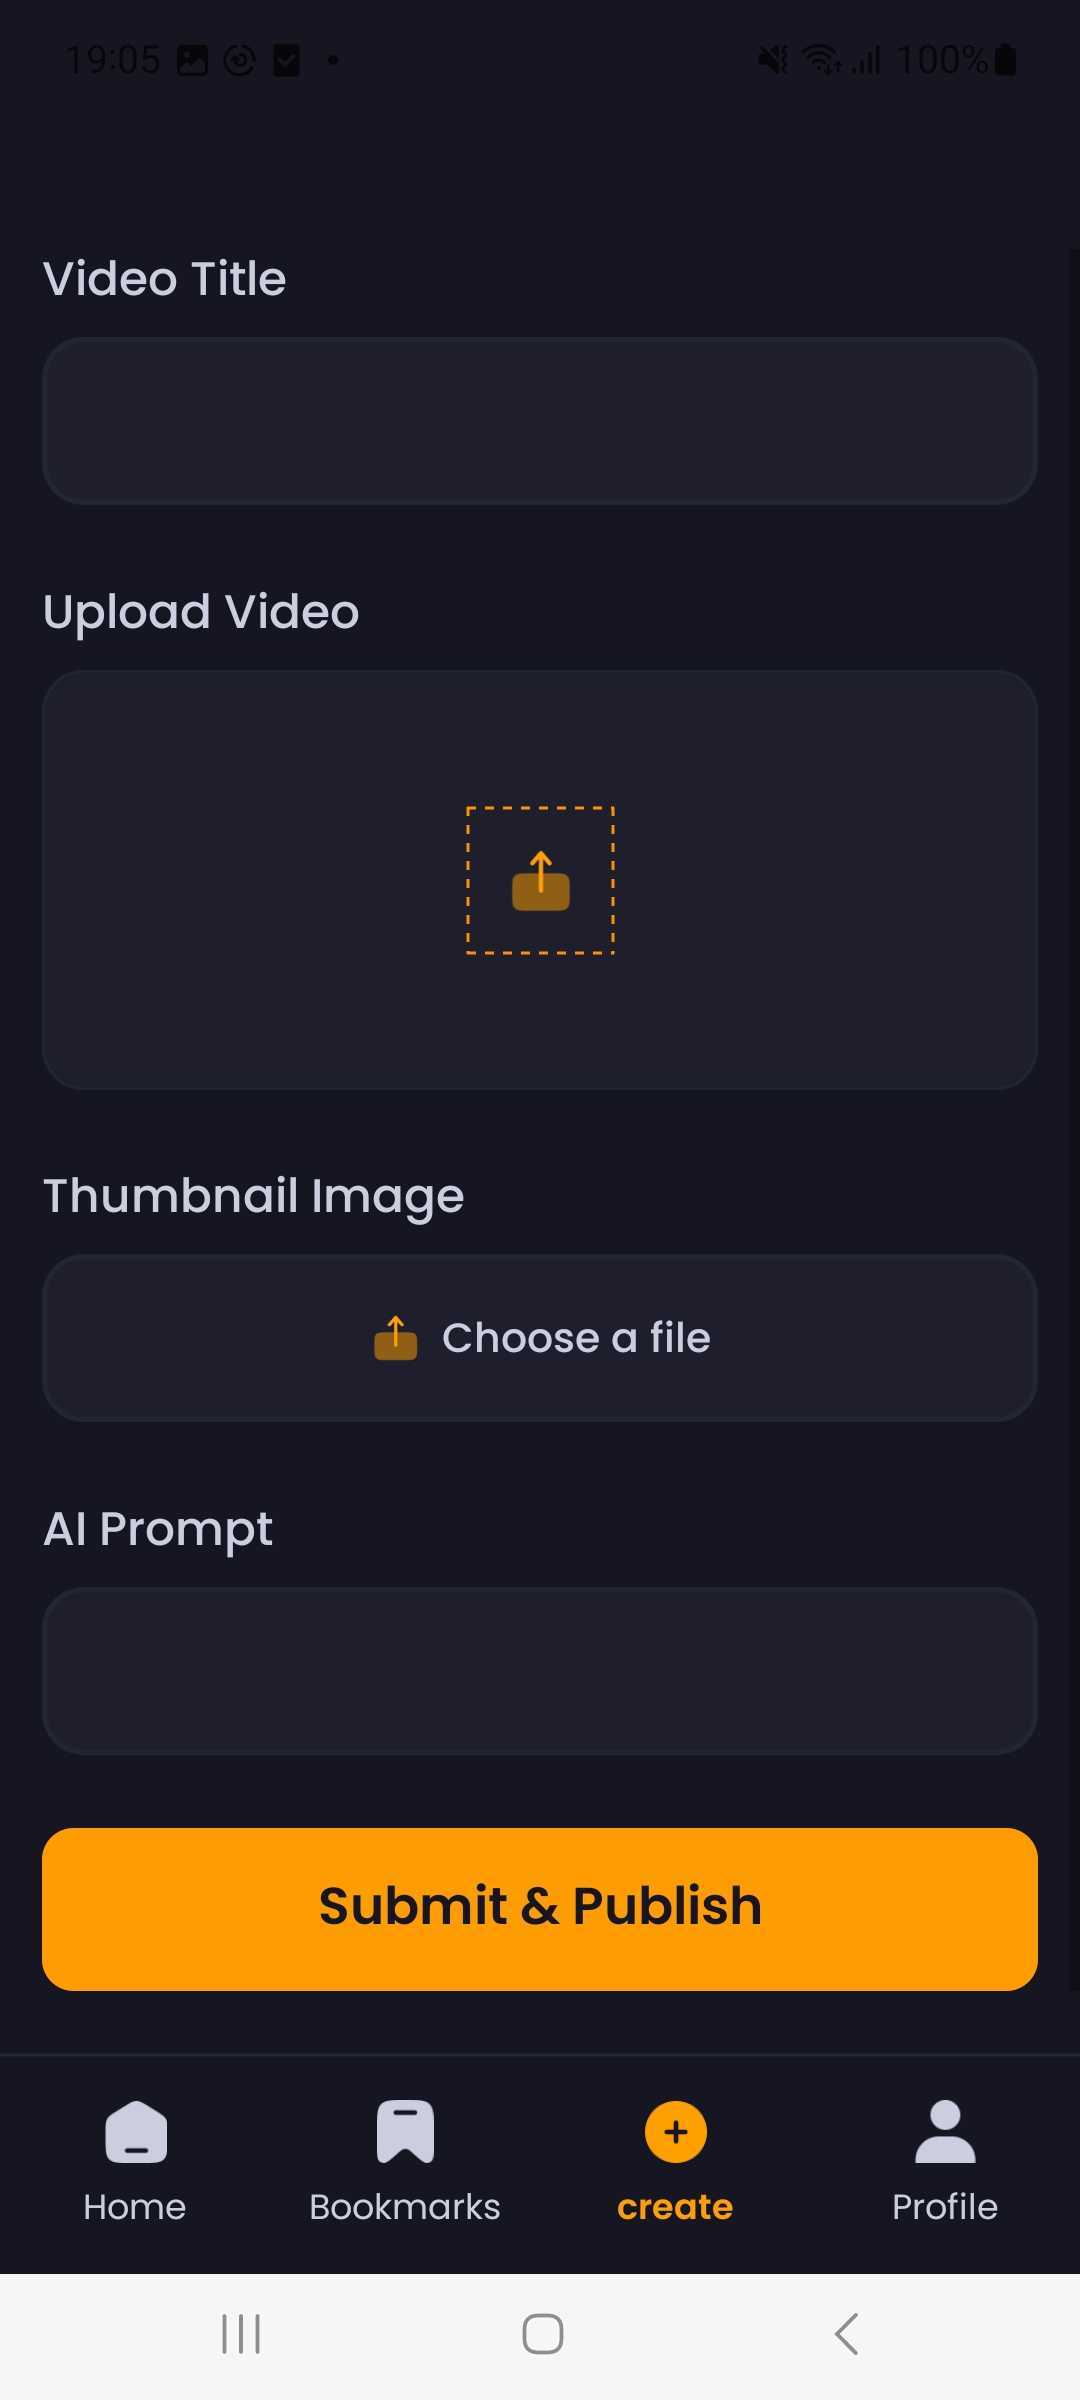 19:05
100%
Video Title
Upload Video
Thumbnail Image
Choose a file
AI Prompt
Submit & Publish
Home
Bookmarks
create
Profile